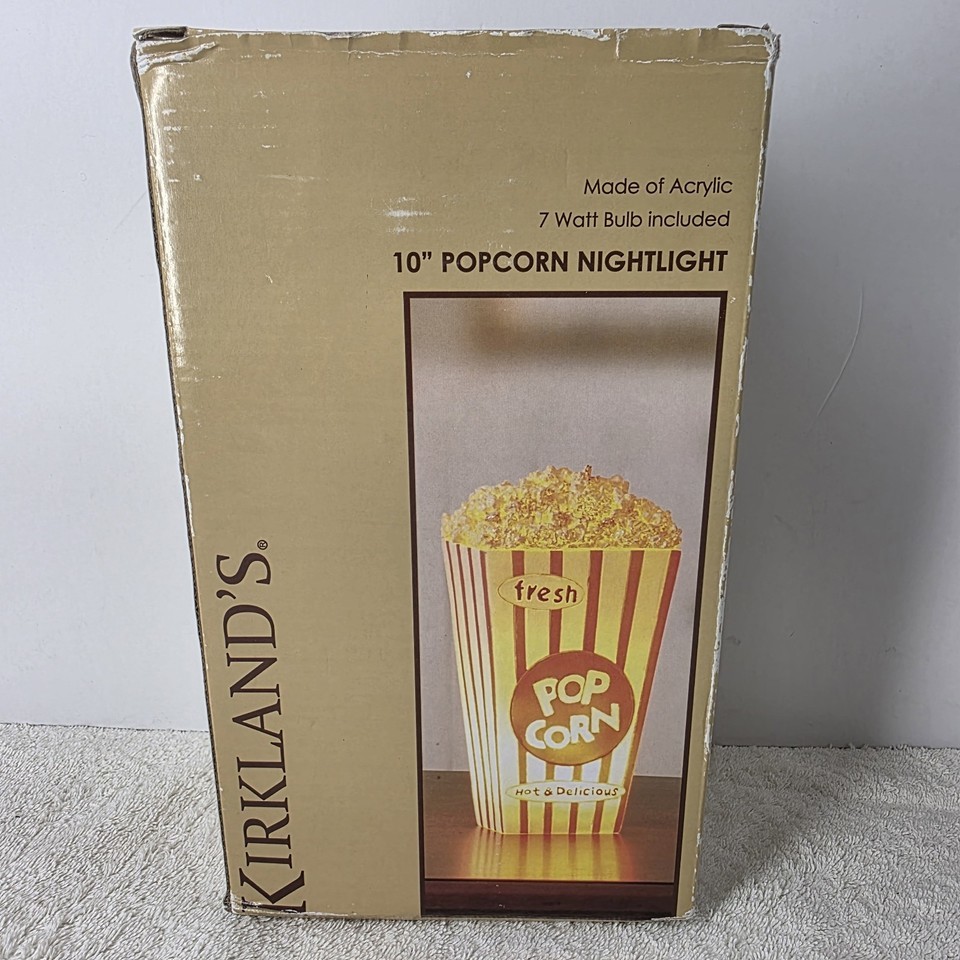 Made of Acrylic
7 Watt Bulb included
10” POPCORN NIGHTLIGHT
fresh
POP
CORN
Hot & Delicious
KIRKLAND’S®